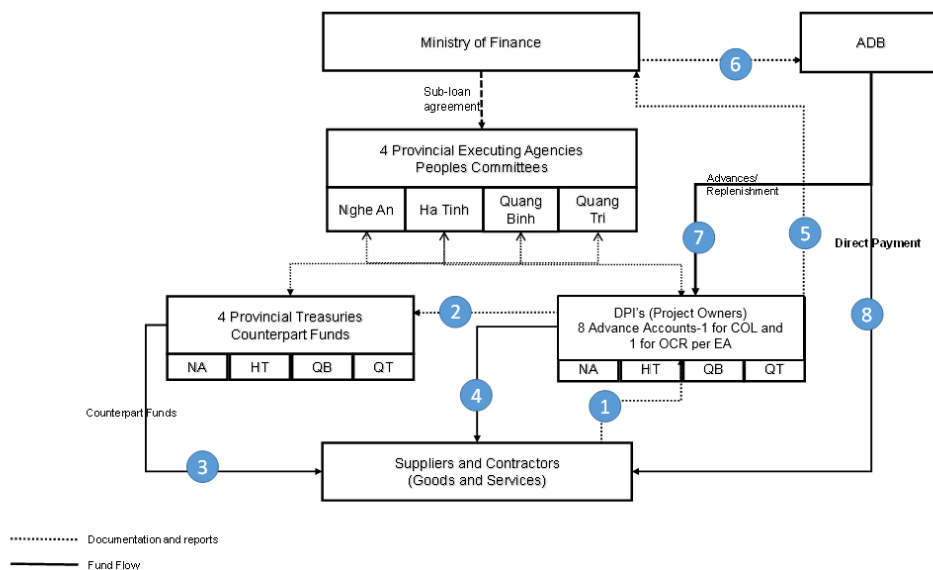 Ministry of Finance
ADB
6
Sub-loan
agreement
4 Provincial Executing Agencies
Peoples Committees
Nghe An
Ha Tinh
Quang
Binh
Quang
Tri
Advances/
Replenishment
7
5
Direct Payment
4 Provincial Treasuries
Counterpart Funds
NA
HT
QB
QT
2
DPI's (Project Owners)
8 Advance Accounts-1 for COL and
1 for OCR per EA
NA
HT
QB
QT
8
4
1
Counterpart Funds
3
Suppliers and Contractors
(Goods and Services)
Documentation and reports
Fund Flow